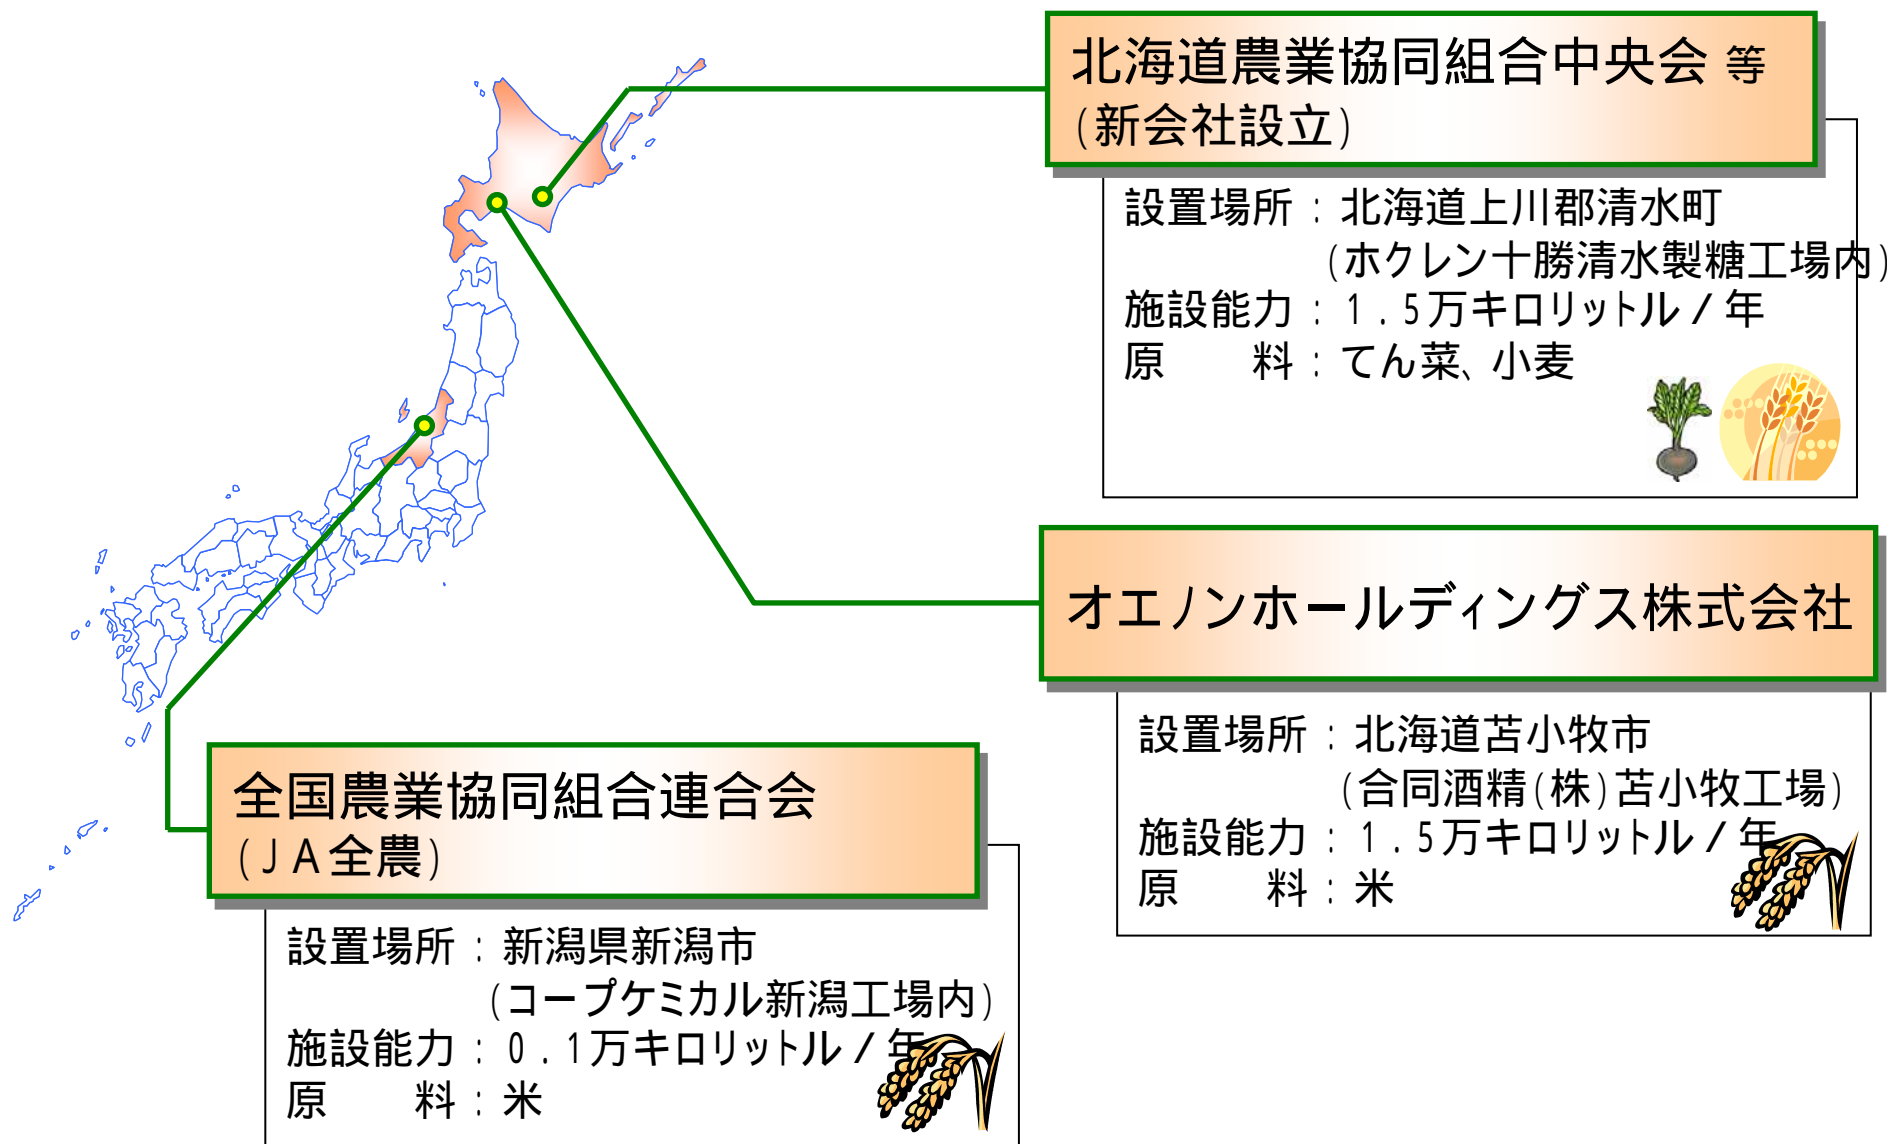 北海道農業協同組合中央会 等
(新会社設立)
設置場所:北海道上川郡清水町
(ホクレン十勝清水製糖工場内)
施設能力:1.5万キロリットル/年
原 料:てん菜、小麦
オエノンホールディングス株式会社
設置場所:北海道苫小牧市
(合同酒精(株)苫小牧工場)
施設能力:1.5万キロリットル/年
原 料:米
全国農業協同組合連合会
(JA全農)
設置場所:新潟県新潟市
(コープケミカル新潟工場内)
施設能力:0.1万キロリットル/年
原 料:米